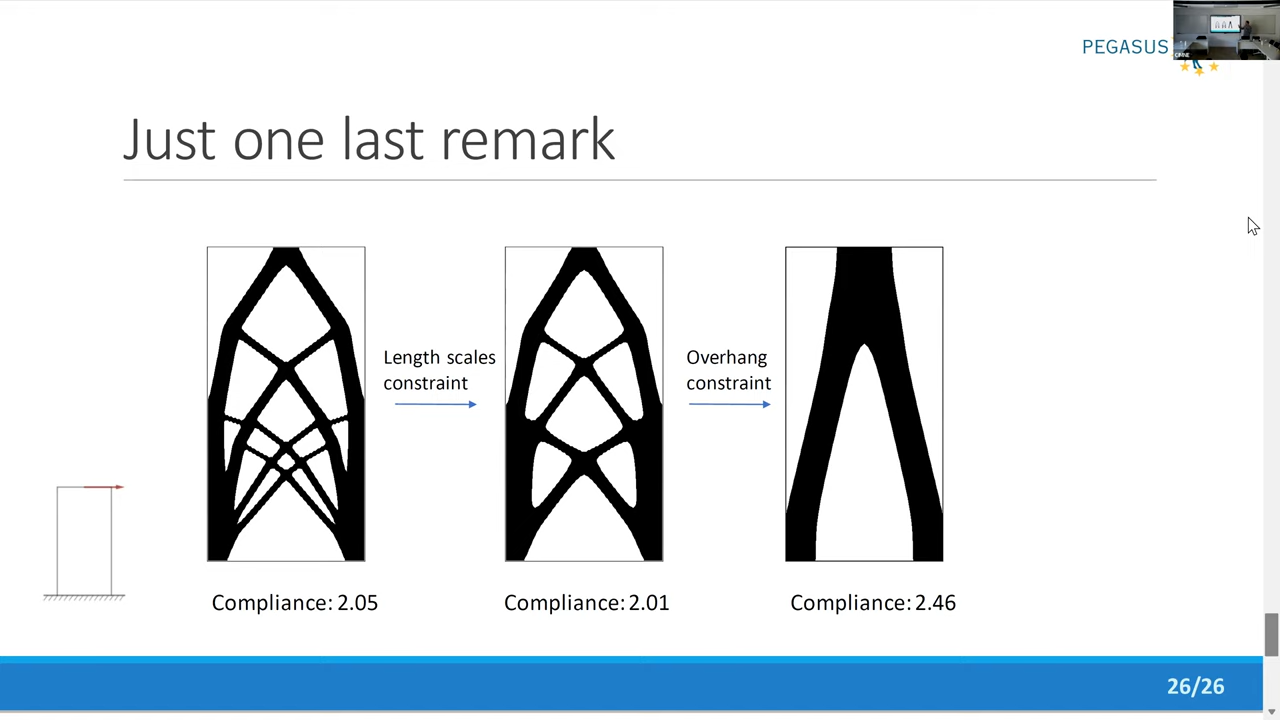 PEGASUS
CIMNE
Just one last remark
Length scales
constraint
Overhang
constraint
Compliance: 2.05
Compliance: 2.01
Compliance: 2.46
26/26